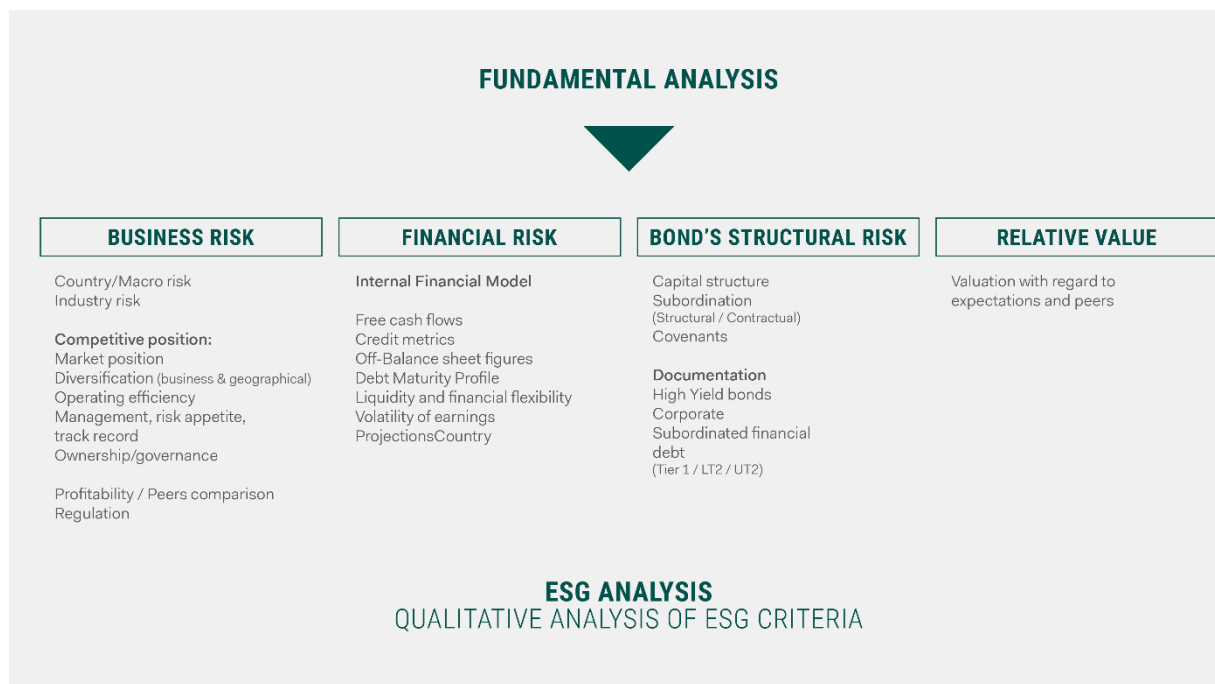 FUNDAMENTAL ANALYSIS
BUSINESS RISK
Country/Macro risk
Industry risk
Competitive position:
Market position
Diversification (business & geographical)
Operating efficiency
Management, risk appetite,
track record
Ownership/governance
Profitability / Peers comparison
Regulation
FINANCIAL RISK
Internal Financial Model
Free cash flows
Credit metrics
Off-Balance sheet figures
Debt Maturity Profile
Liquidity and financial flexibility
Volatility of earnings
ProjectionsCountry
BOND'S STRUCTURAL RISK
Capital structure
Subordination
(Structural / Contractual)
Covenants
Documentation
High Yield bonds
Corporate
Subordinated financial
debt
(Tier 1 / LT2 / UT2)
RELATIVE VALUE
Valuation with regard to
expectations and peers
ESG ANALYSIS
QUALITATIVE ANALYSIS OF ESG CRITERIA